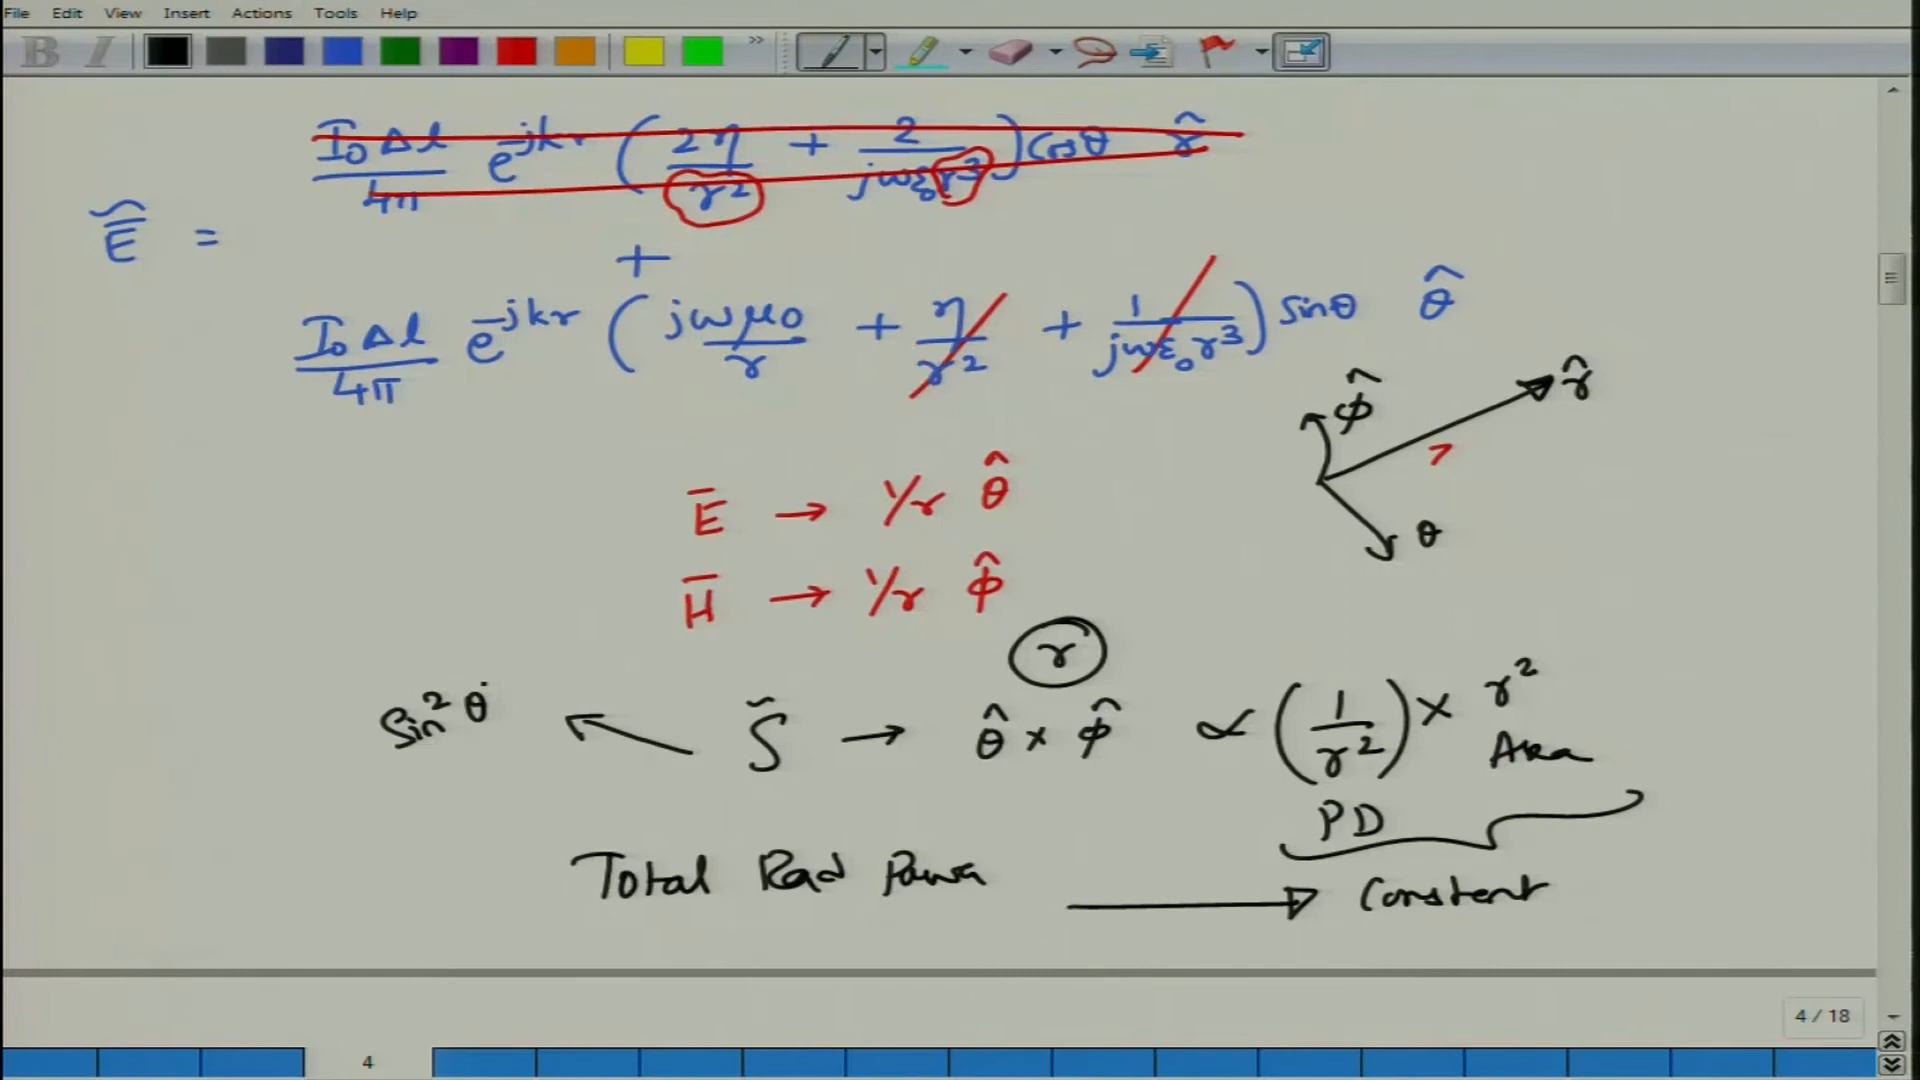 File Edit View Insert Actions Tools Help
B I
I₀Δl/4π e^-jkr (2η/r² + 2/jωε₀r³) cosθ r̂
Ẽ =
+
I₀Δl/4π e^-jkr (jωμ₀/r + η/r² + 1/jωε₀r³) sinθ θ̂
ϕ̂ r̂
θ
E̅ → 1/r θ̂
H̅ → 1/r ϕ̂
r
Sin²θ ← S̃ → θ̂ × ϕ̂ ∝ (1/r²) × r²
Area
PD
Total Rad Power → Constant
4 / 18
4